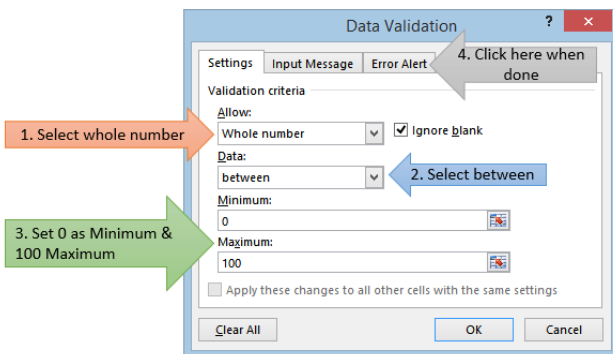 Data Validation
?
×
Settings
Input Message
Error Alert
4. Click here when
done
Validation criteria
Allow:
1. Select whole number
Whole number
Ignore blank
Data:
between
2. Select between
Minimum:
0
3. Set 0 as Minimum &
100 Maximum
Maximum:
100
Apply these changes to all other cells with the same settings
Clear All
OK
Cancel